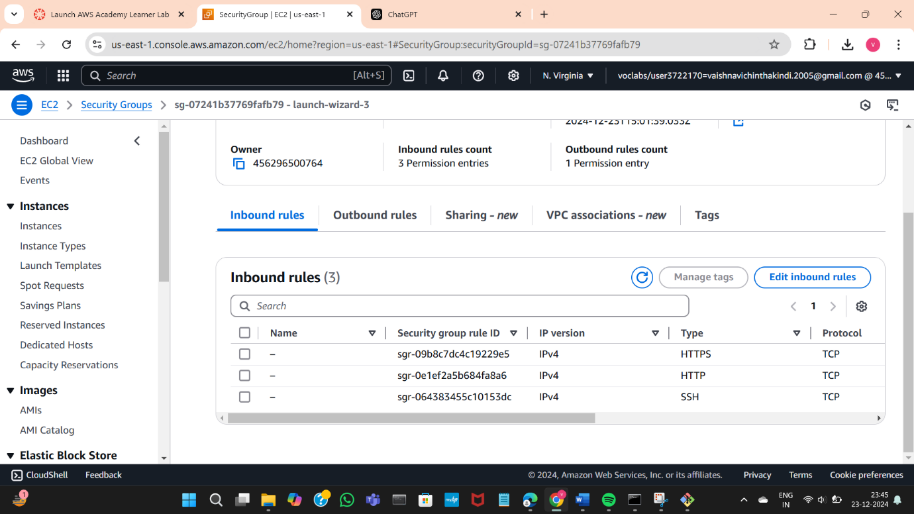 Launch AWS Academy Learner Lab
SecurityGroup | EC2 | us-east-1
ChatGPT
us-east-1.console.aws.amazon.com/ec2/home?region=us-east-1#SecurityGroup:securityGroupId=sg-07241b37769fafb79
V
aws
Search
[Alt+S]
N. Virginia
voclabs/user3722170=vaishnavichinthakindi.2005@gmail.com @ 45...
EC2
Security Groups
sg-07241b37769fafb79 - launch-wizard-3
Dashboard
EC2 Global View
Events
Instances
Instances
Instance Types
Launch Templates
Spot Requests
Savings Plans
Reserved Instances
Dedicated Hosts
Capacity Reservations
Images
AMIs
AMI Catalog
Elastic Block Store
2024-12-23T15:01:39.033Z
Owner
456296500764
Inbound rules count
3 Permission entries
Outbound rules count
1 Permission entry
Inbound rules
Outbound rules
Sharing - new
VPC associations - new
Tags
Inbound rules (3)
Manage tags
Edit inbound rules
Search
1
Name Security group rule ID IP version Type Protocol
– sgr-09b8c7dc4c19229e5 IPv4 HTTPS TCP
– sgr-0e1ef2a5b684fa8a6 IPv4 HTTP TCP
– sgr-064383455c10153dc IPv4 SSH TCP
CloudShell
Feedback
© 2024, Amazon Web Services, Inc. or its affiliates.
Privacy
Terms
Cookie preferences
1
ENG
IN
23:45
23-12-2024